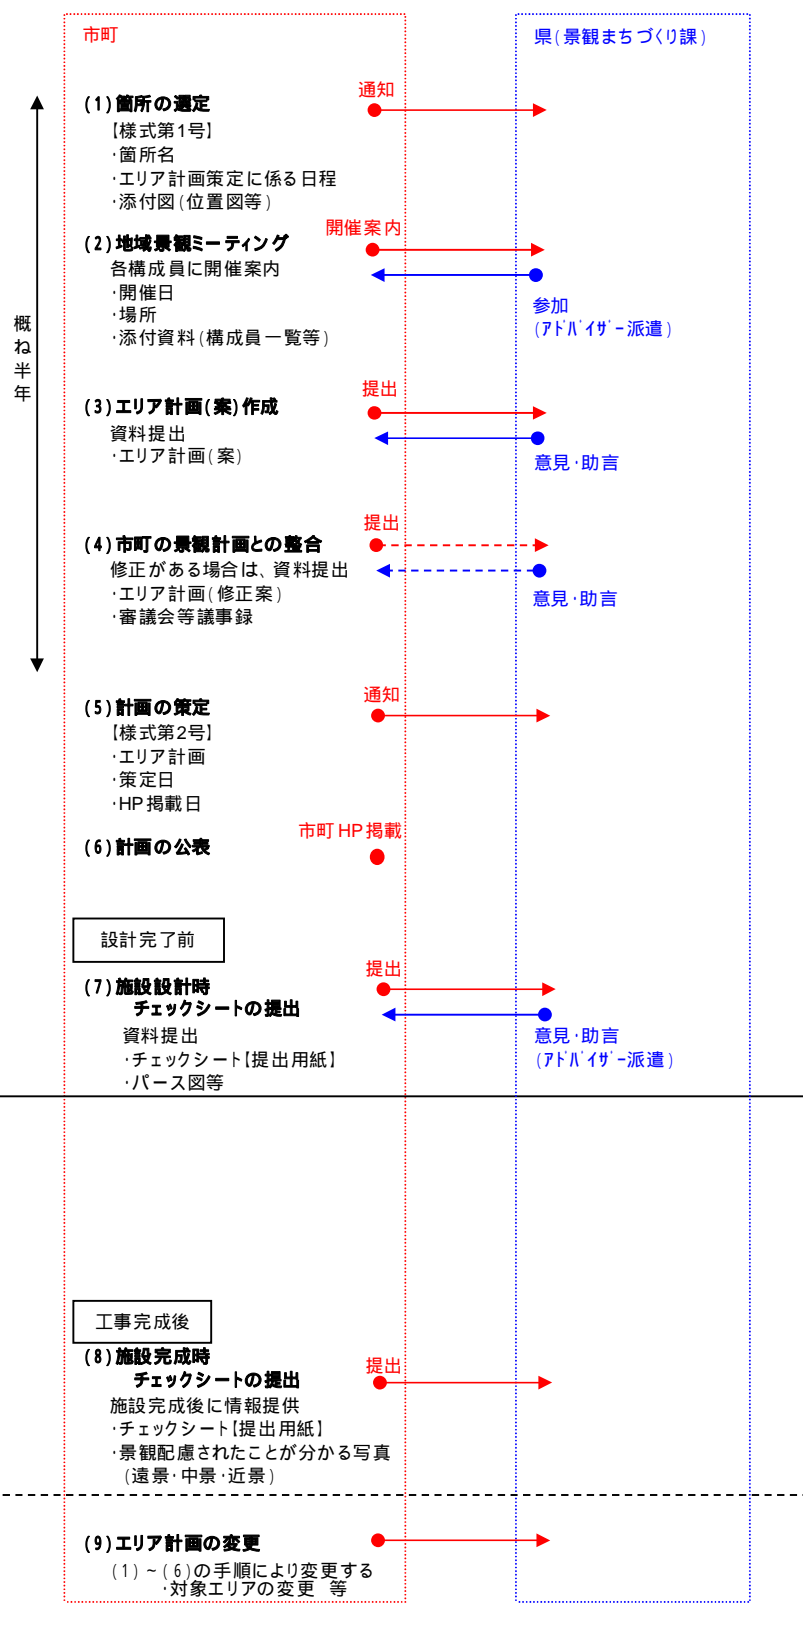 市町
県(景観まちづくり課)
通知
(1)箇所の選定
【様式第1号】
・箇所名
・エリア計画策定に係る日程
・添付図(位置図等)
開催案内
(2)地域景観ミーティング
各構成員に開催案内
・開催日
・場所
・添付資料(構成員一覧等)
参加
(アドバイザー派遣)
概ね半年
提出
(3)エリア計画(案)作成
資料提出
・エリア計画(案)
意見・助言
提出
(4)市町の景観計画との整合
修正がある場合は、資料提出
・エリア計画(修正案)
・審議会等議事録
意見・助言
通知
(5)計画の策定
【様式第2号】
・エリア計画
・策定日
・HP掲載日
市町HP掲載
(6)計画の公表
設計完了前
提出
(7)施設設計時
チェックシートの提出
資料提出
・チェックシート【提出用紙】
・パース図等
意見・助言
(アドバイザー派遣)
工事完成後
(8)施設完成時
チェックシートの提出
提出
施設完成後に情報提供
・チェックシート【提出用紙】
・景観配慮されたことが分かる写真
(遠景・中景・近景)
(9)エリア計画の変更
(1)~(6)の手順により変更する
・対象エリアの変更 等